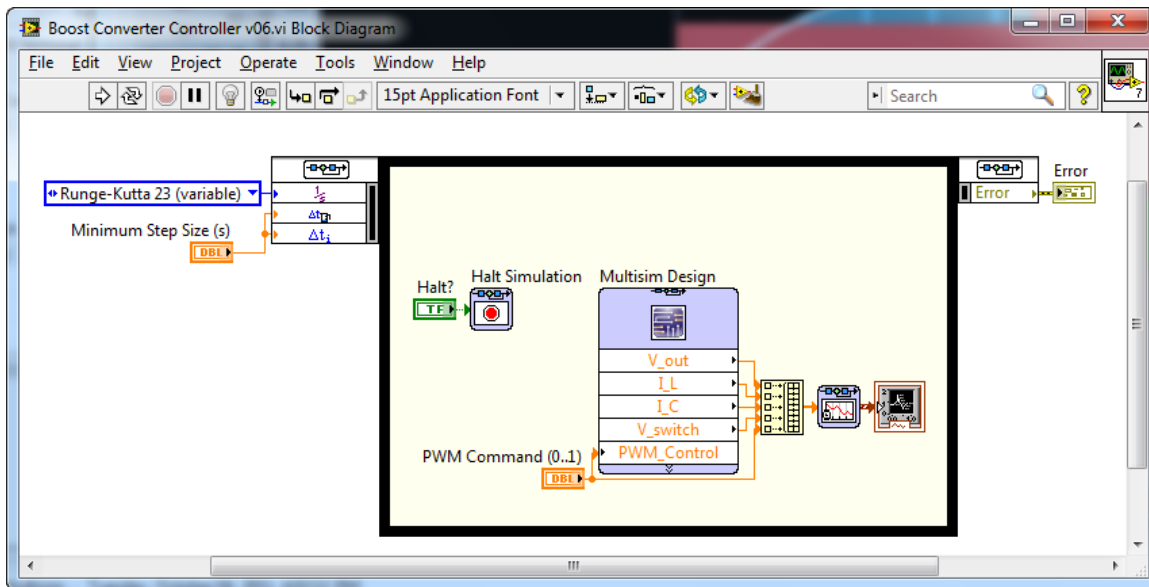 Boost Converter Controller v06.vi Block Diagram
File Edit View Project Operate Tools Window Help
15pt Application Font
Search
7
Runge-Kutta 23 (variable)
Minimum Step Size (s)
DBL
Δti
Error
Error
Halt?
TF
Halt Simulation
Multisim Design
V_out
I_L
I_C
V_switch
PWM_Control
PWM Command (0..1)
DBL